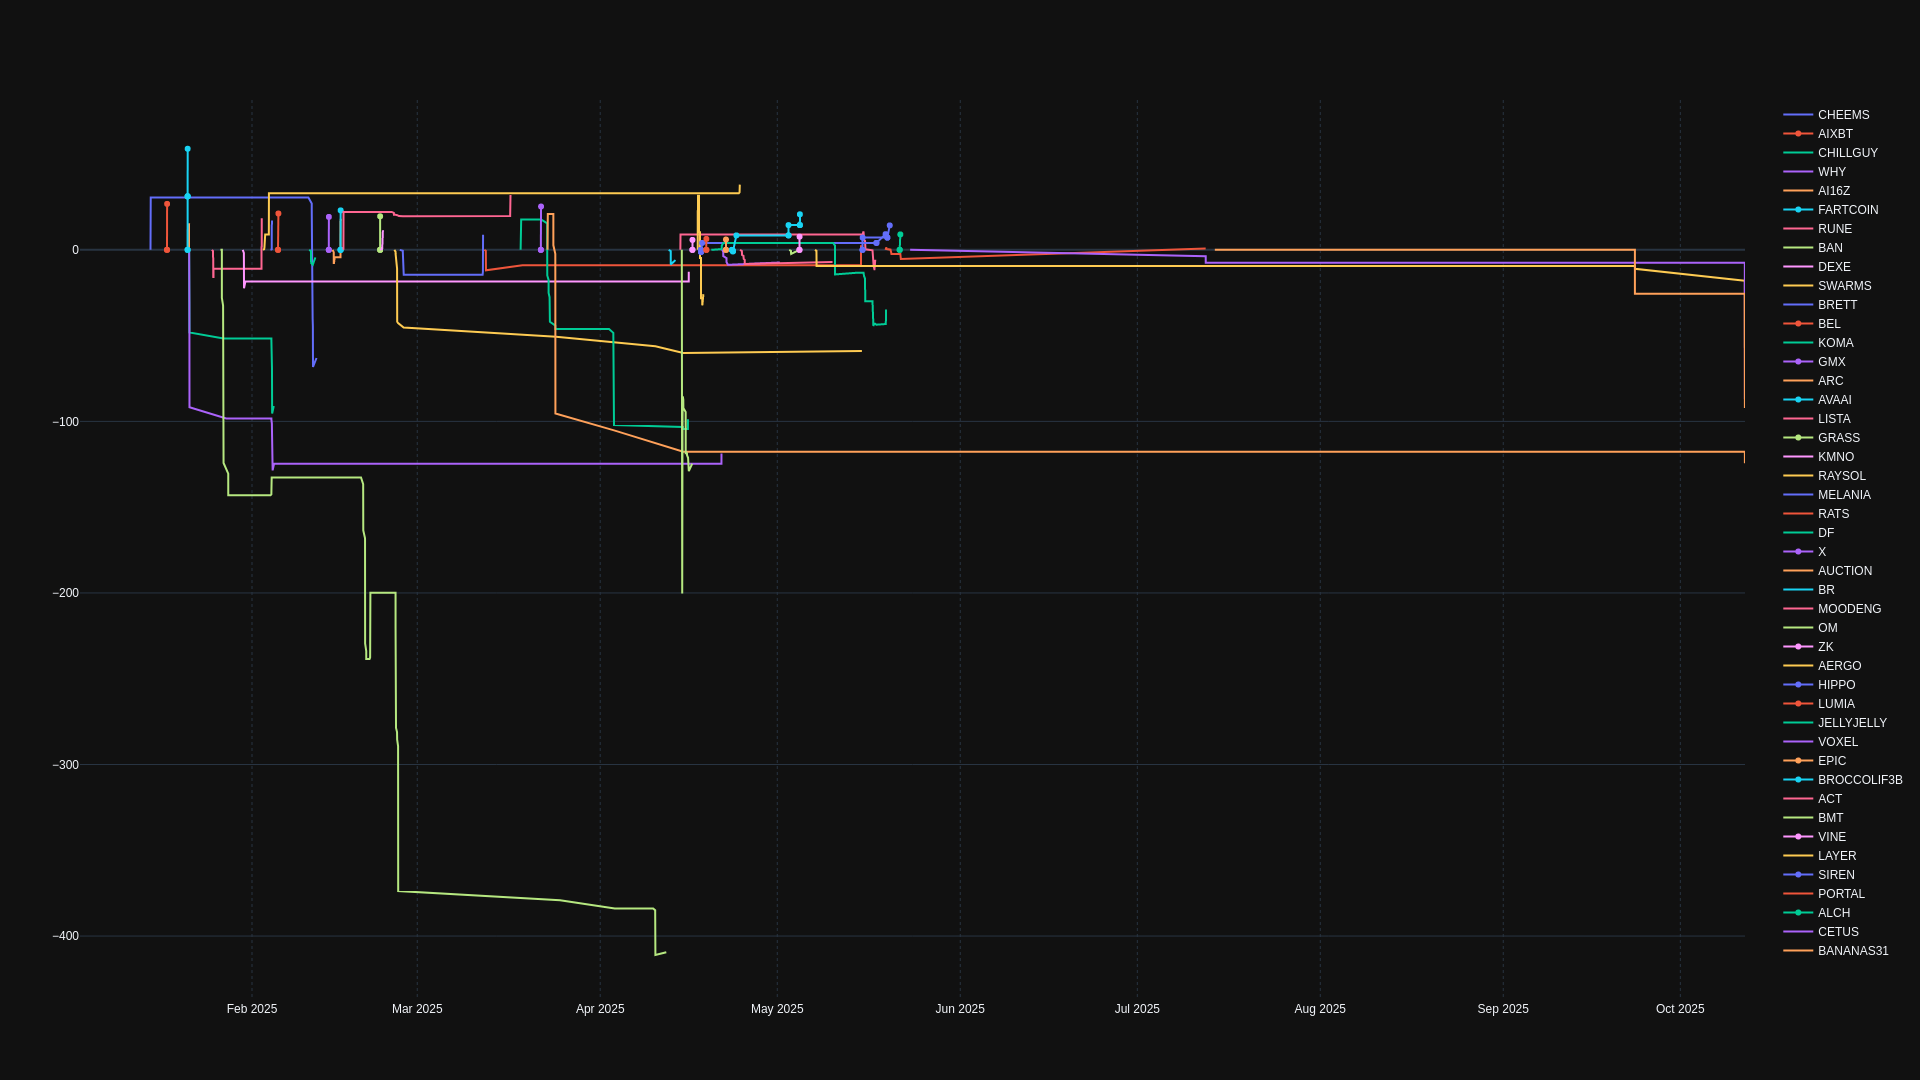 0
−100
−200
−300
−400
Feb 2025
Mar 2025
Apr 2025
May 2025
Jun 2025
Jul 2025
Aug 2025
Sep 2025
Oct 2025
CHEEMS
AIXBT
CHILLGUY
WHY
AI16Z
FARTCOIN
RUNE
BAN
DEXE
SWARMS
BRETT
BEL
KOMA
GMX
ARC
AVAAI
LISTA
GRASS
KMNO
RAYSOL
MELANIA
RATS
DF
X
AUCTION
BR
MOODENG
OM
ZK
AERGO
HIPPO
LUMIA
JELLYJELLY
VOXEL
EPIC
BROCCOLIF3B
ACT
BMT
VINE
LAYER
SIREN
PORTAL
ALCH
CETUS
BANANAS31